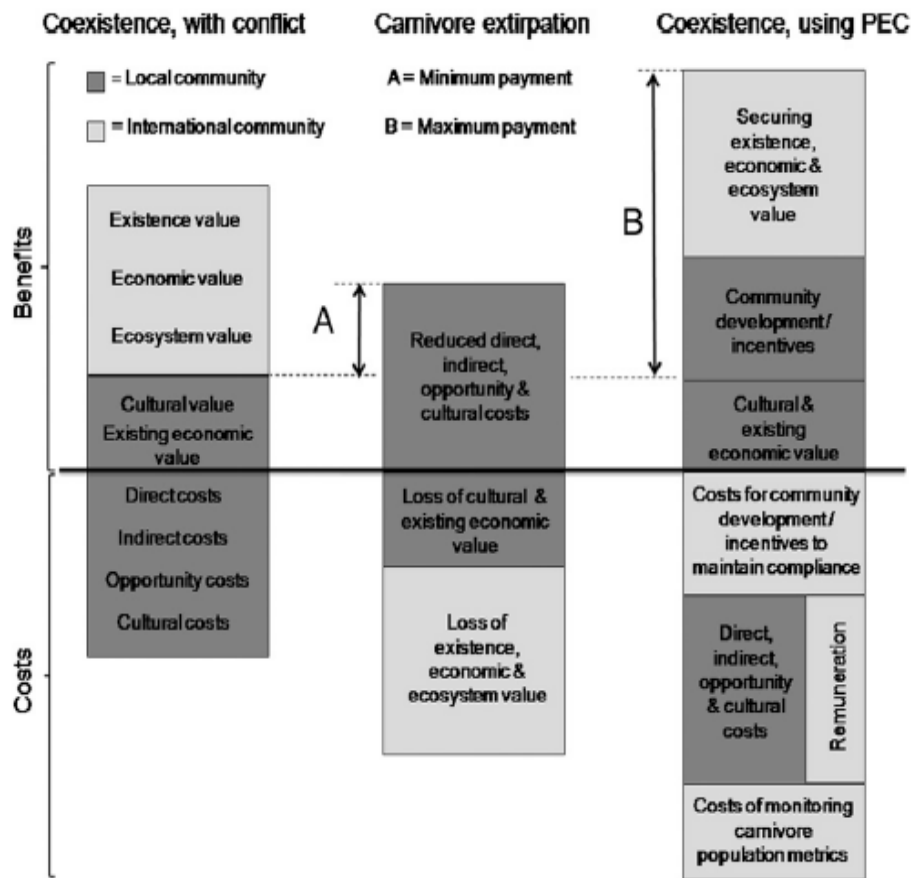 Coexistence, with conflict
Carnivore extirpation
Coexistence, using PEC
= Local community
= International community
A = Minimum payment
B = Maximum payment
Benefits
Costs
Existence value
Economic value
Ecosystem value
Cultural value
Existing economic
value
Direct costs
Indirect costs
Opportunity costs
Cultural costs
A
Reduced direct,
indirect,
opportunity &
cultural costs
Loss of cultural &
existing economic
value
Loss of
existence,
economic &
ecosystem value
B
Securing
existence,
economic &
ecosystem
value
Community
development/
incentives
Cultural &
existing
economic value
Costs for community
development/
incentives to
maintain compliance
Direct,
indirect,
opportunity
& cultural
costs
Remuneration
Costs of monitoring
carnivore
population metrics